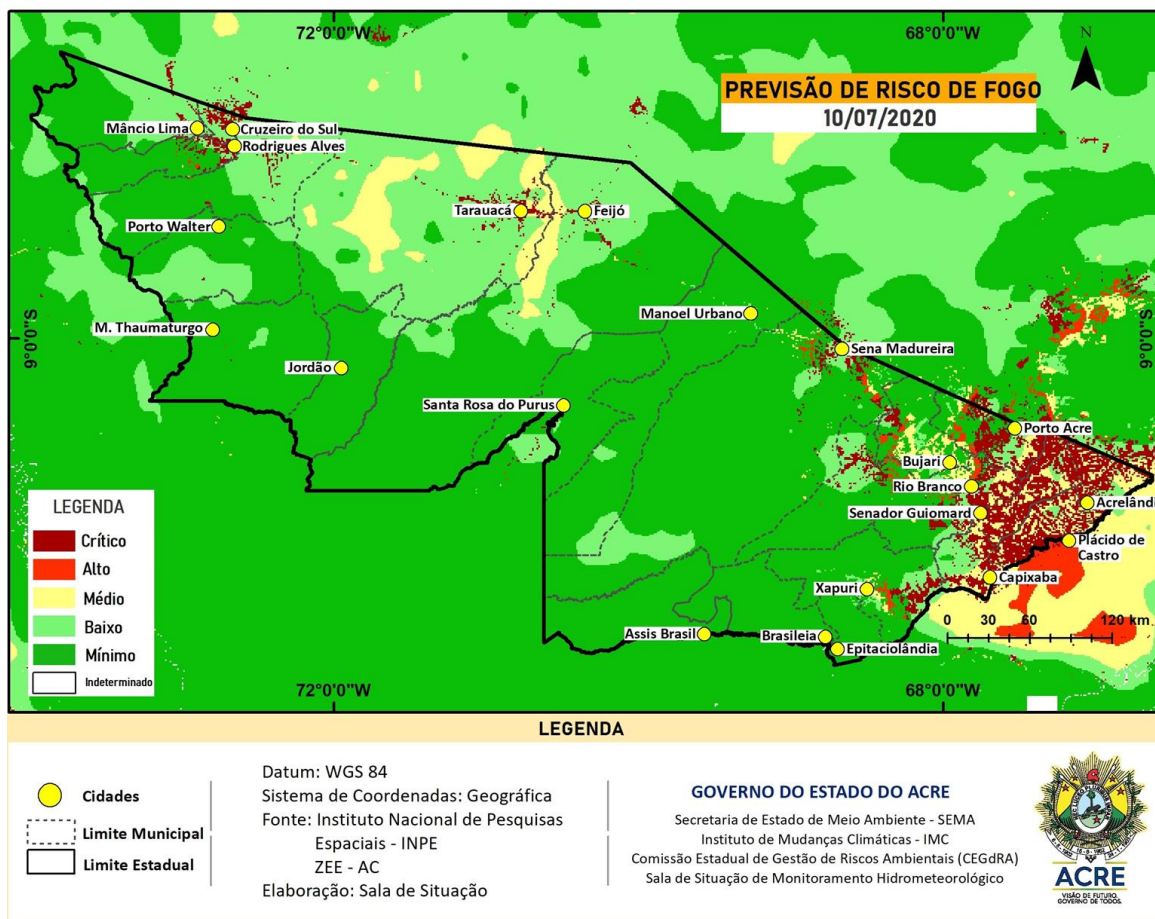 72°0'0"W
68°0'0"W
N
PREVISÃO DE RISCO DE FOGO
10/07/2020
Mâncio Lima
Cruzeiro do Sul
Rodrigues Alves
Tarauacá
Feijó
Porto Walter
Manoel Urbano
9°0'0"S
9°0'0"S
M. Thaumaturgo
Sena Madureira
Jordão
Santa Rosa do Purus
Porto Acre
Bujari
Rio Branco
Acrelândi
Senador Guiomard
Plácido de
Castro
Capixaba
Xapuri
Assis Brasil
Brasileia
Epitaciolândia
0 30 60 120 km
LEGENDA
Crítico
Alto
Médio
Baixo
Mínimo
Indeterminado
72°0'0"W
68°0'0"W
LEGENDA
Cidades
Limite Municipal
Limite Estadual
Datum: WGS 84
Sistema de Coordenadas: Geográfica
Fonte: Instituto Nacional de Pesquisas
Espaciais - INPE
ZEE - AC
Elaboração: Sala de Situação
GOVERNO DO ESTADO DO ACRE
Secretaria de Estado de Meio Ambiente - SEMA
Instituto de Mudanças Climáticas - IMC
Comissão Estadual de Gestão de Riscos Ambientais (CEGdRA)
Sala de Situação de Monitoramento Hidrometeorológico
ACRE
VISÃO DE FUTURO.
GOVERNO DE TODOS.